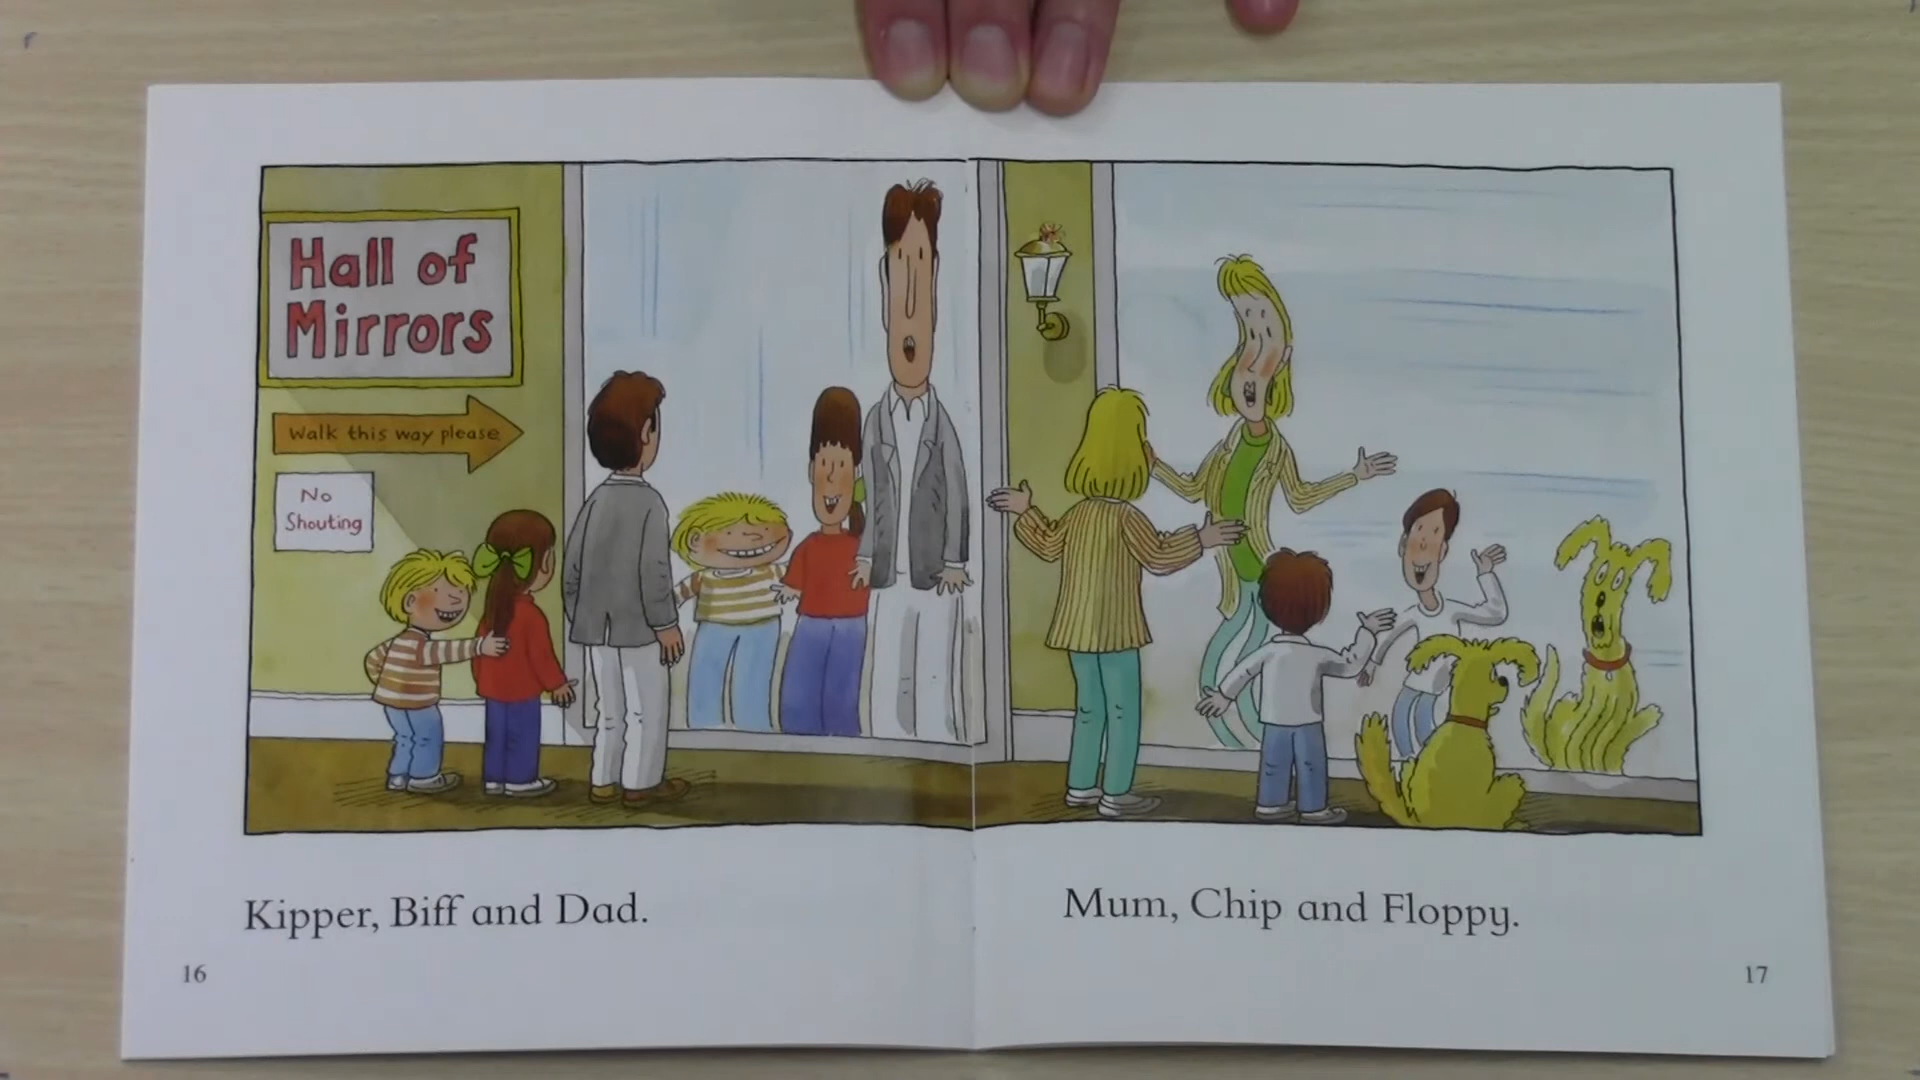 Hall of
Mirrors
Walk this way please
No
Shouting
Kipper, Biff and Dad.
16
Mum, Chip and Floppy.
17